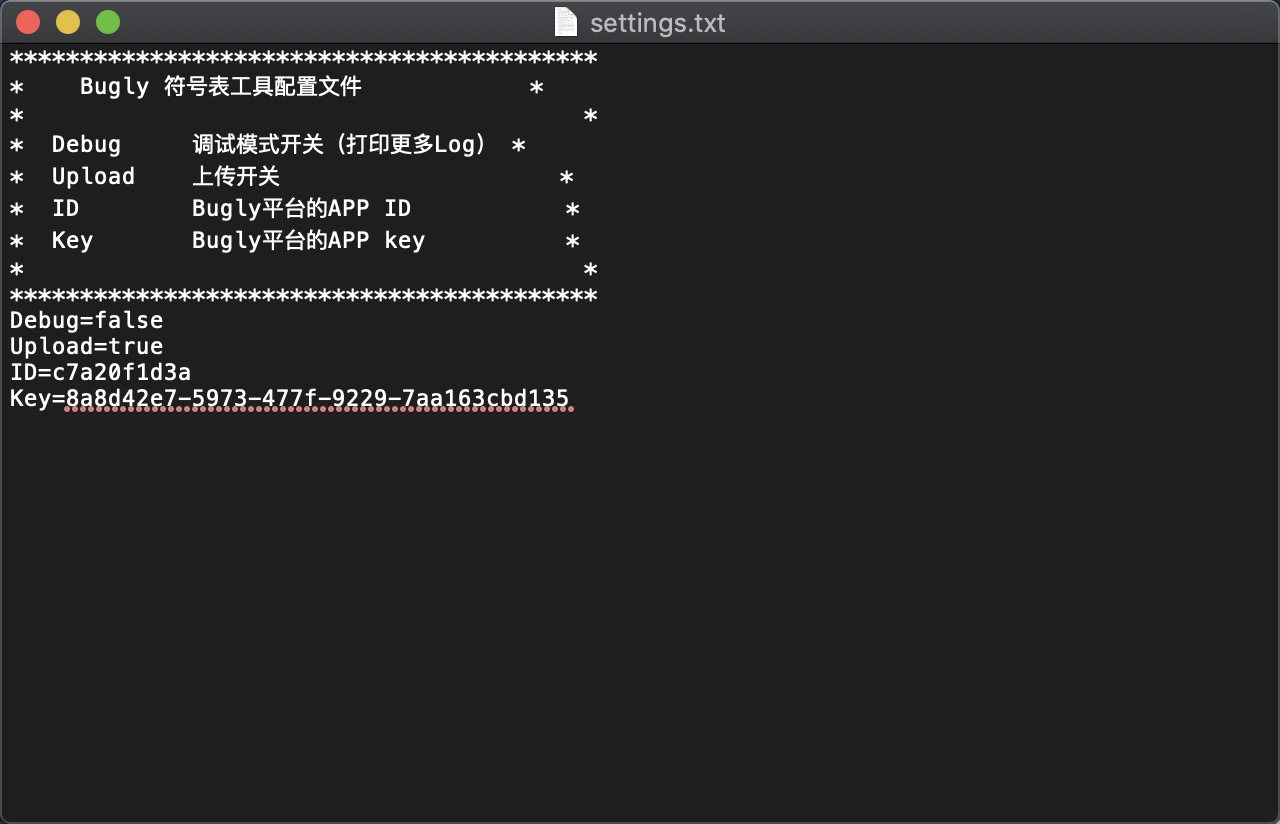 settings.txt
******************************************
*    Bugly 符号表工具配置文件            *
*                                        *
*  Debug     调试模式开关（打印更多Log） *
*  Upload    上传开关                    *
*  ID        Bugly平台的APP ID           *
*  Key       Bugly平台的APP key          *
*                                        *
******************************************
Debug=false
Upload=true
ID=c7a20f1d3a
Key=8a8d42e7-5973-477f-9229-7aa163cbd135